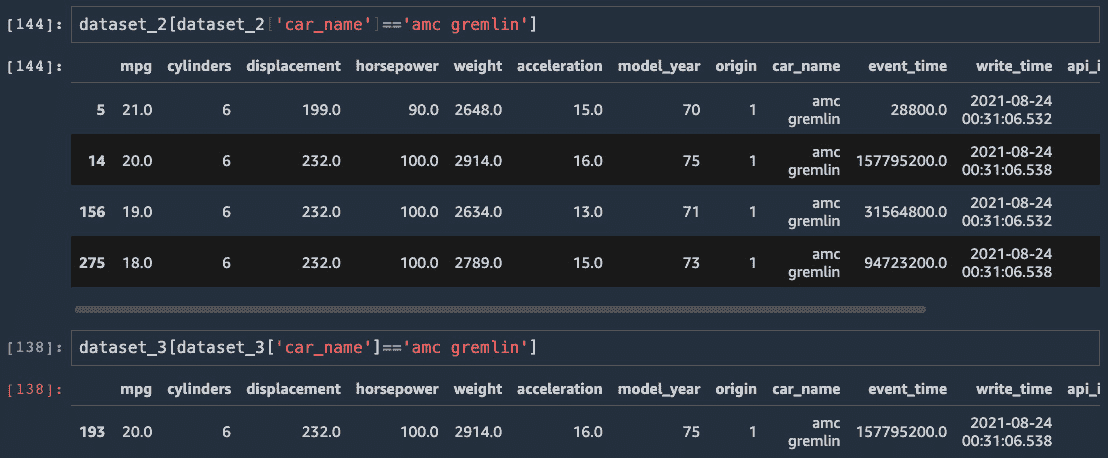 [144]: dataset_2[dataset_2['car_name']=='amc gremlin']
[144]: mpg cylinders displacement horsepower weight acceleration model_year origin car_name event_time write_time api_i
5 21.0 6 199.0 90.0 2648.0 15.0 70 1 amc gremlin 28800.0 2021-08-24 00:31:06.532
14 20.0 6 232.0 100.0 2914.0 16.0 75 1 amc gremlin 157795200.0 2021-08-24 00:31:06.538
156 19.0 6 232.0 100.0 2634.0 13.0 71 1 amc gremlin 31564800.0 2021-08-24 00:31:06.532
275 18.0 6 232.0 100.0 2789.0 15.0 73 1 amc gremlin 94723200.0 2021-08-24 00:31:06.538
[138]: dataset_3[dataset_3['car_name']=='amc gremlin']
[138]: mpg cylinders displacement horsepower weight acceleration model_year origin car_name event_time write_time api_i
193 20.0 6 232.0 100.0 2914.0 16.0 75 1 amc gremlin 157795200.0 2021-08-24 00:31:06.538